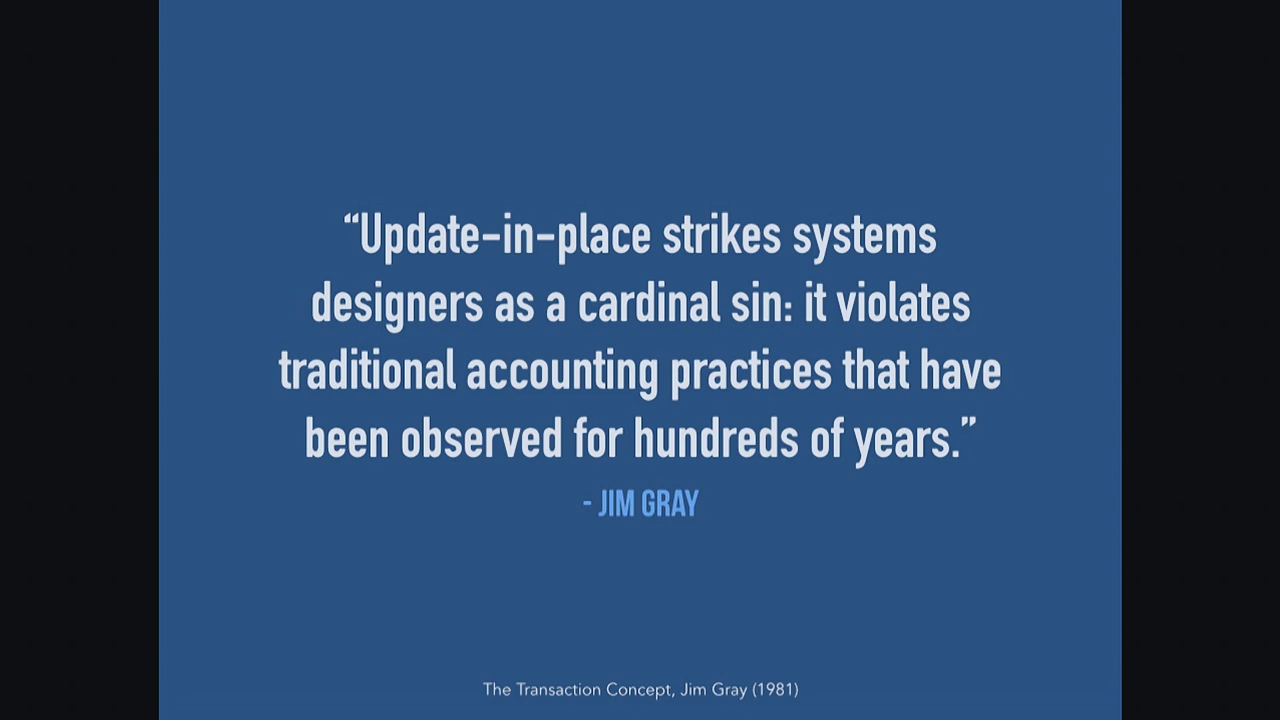 “Update-in-place strikes systems
designers as a cardinal sin: it violates
traditional accounting practices that have
been observed for hundreds of years.”
- JIM GRAY
The Transaction Concept, Jim Gray (1981)